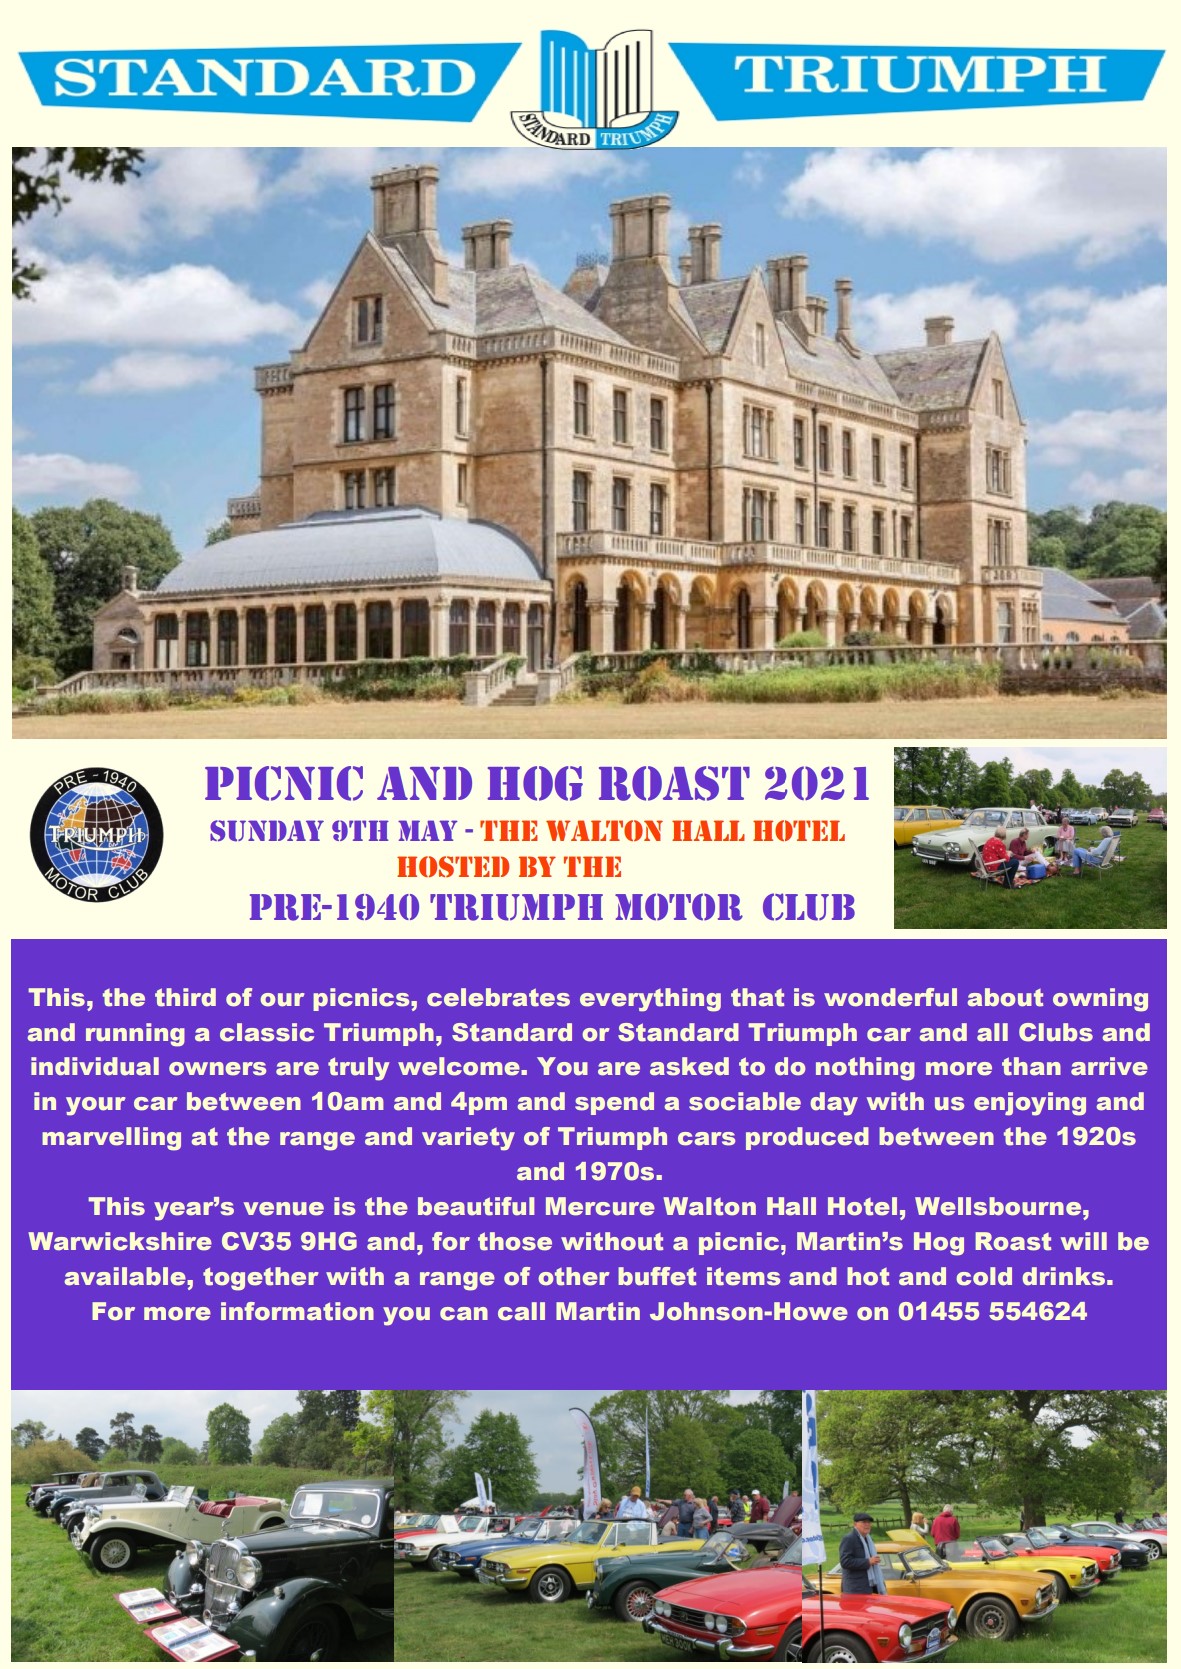 STANDARD
TRIUMPH
STANDARD TRIUMPH
PRE - 1940
TRIUMPH
MOTOR CLUB
PICNIC AND HOG ROAST 2021
SUNDAY 9TH MAY - THE WALTON HALL HOTEL
HOSTED BY THE
PRE-1940 TRIUMPH MOTOR CLUB
This, the third of our picnics, celebrates everything that is wonderful about owning
and running a classic Triumph, Standard or Standard Triumph car and all Clubs and
individual owners are truly welcome. You are asked to do nothing more than arrive
in your car between 10am and 4pm and spend a sociable day with us enjoying and
marvelling at the range and variety of Triumph cars produced between the 1920s
and 1970s.
This year’s venue is the beautiful Mercure Walton Hall Hotel, Wellsbourne,
Warwickshire CV35 9HG and, for those without a picnic, Martin’s Hog Roast will be
available, together with a range of other buffet items and hot and cold drinks.
For more information you can call Martin Johnson-Howe on 01455 554624